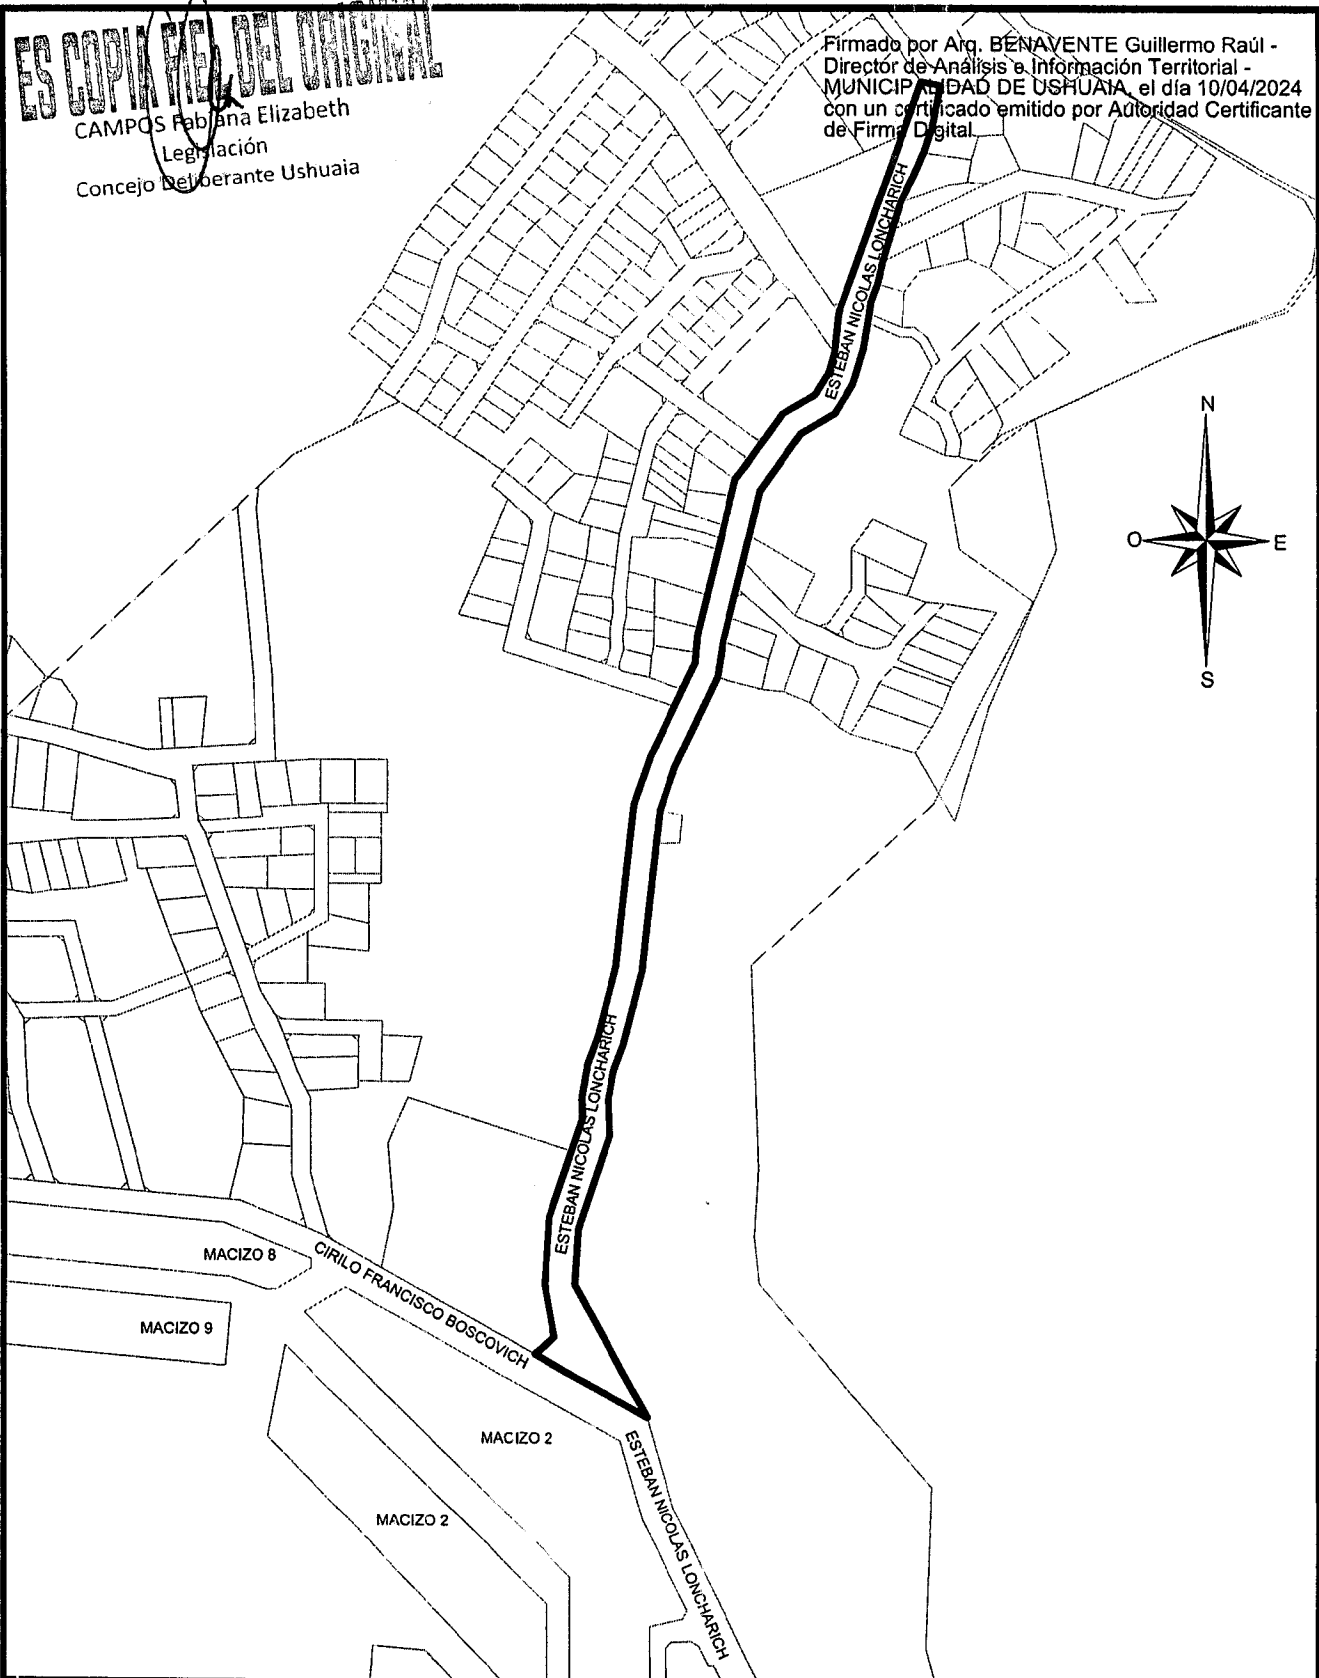 ES COPIA FIEL DEL ORIGINAL
CAMPOS Fabiana Elizabeth
Legislación
Concejo Deliberante Ushuaia
Firmado por Arq. BENAVENTE Guillermo Raúl -
Director de Análisis e Información Territorial -
MUNICIPALIDAD DE USHUAIA, el día 10/04/2024
con un certificado emitido por Autoridad Certificante
de Firma Digital.
ESTEBAN NICOLAS LONCHARICH
N
O
E
S
ESTEBAN NICOLAS LONCHARICH
MACIZO 8
CIRILO FRANCISCO BOSCOVICH
MACIZO 9
MACIZO 2
ESTEBAN NICOLAS LONCHARICH
MACIZO 2